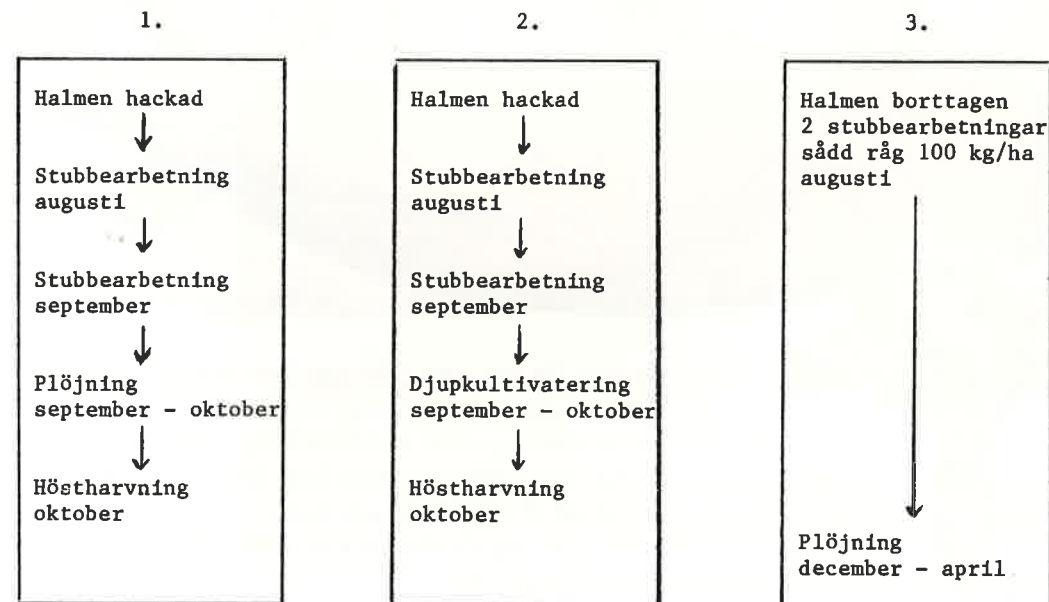 1.
Halmen hackad
Stubbearbetning
augusti
Stubbearbetning
september
Plöjning
september - oktober
Höstharvning
oktober
2.
Halmen hackad
Stubbearbetning
augusti
Stubbearbetning
september
Djupkultivatering
september - oktober
Höstharvning
oktober
3.
Halmen borttagen
2 stubbearbetningar
sådd råg 100 kg/ha
augusti
Plöjning
december - april